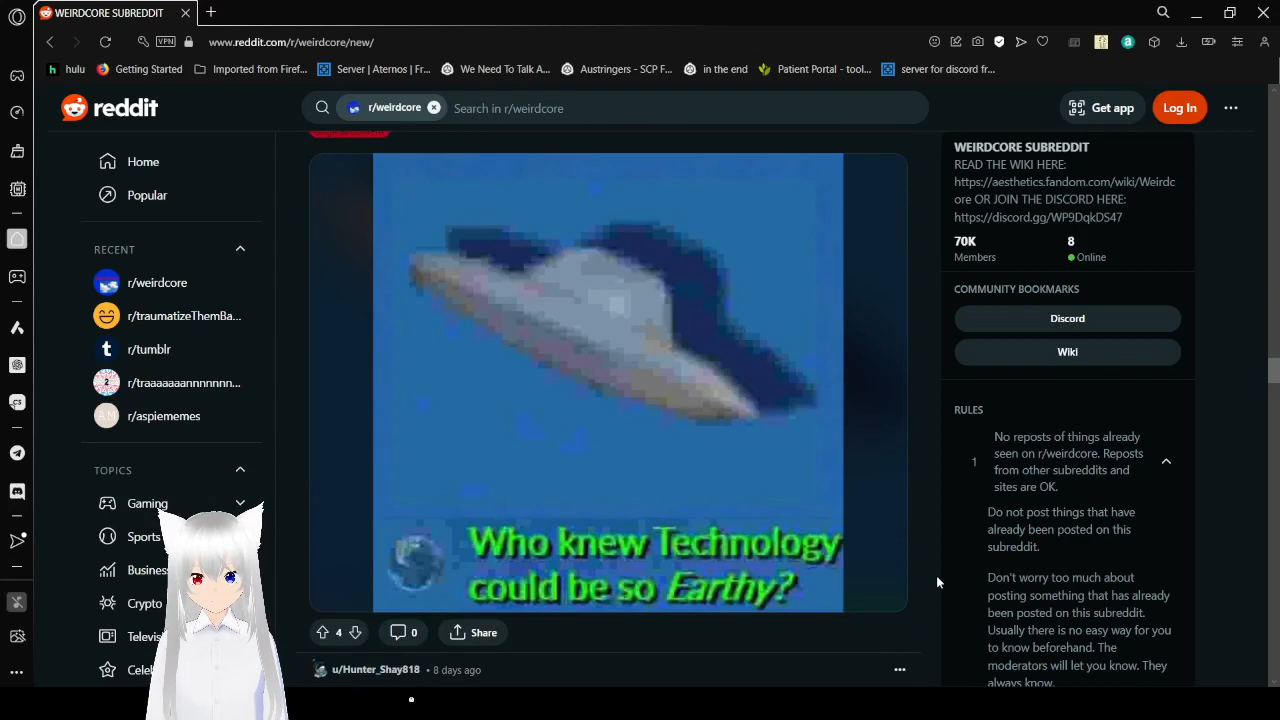 WEIRDCORE SUBREDDIT
VPN
www.reddit.com/r/weirdcore/new/
hulu
Getting Started
Imported from Firef...
Server | Aternos | Fr...
We Need To Talk A...
Austringers - SCP F...
in the end
Patient Portal - tool...
server for discord fr...
reddit
r/weirdcore
Search in r/weirdcore
Get app
Log In
Home
Popular
RECENT
r/weirdcore
r/traumatizeThemBa...
r/tumblr
r/traaaaaaannnnnnn...
r/aspiememes
TOPICS
Gaming
Sports
Busines
Crypto
Televis
Celeb
Who knew Technology
could be so Earthy?
4
0
Share
u/Hunter_Shay818 • 8 days ago
WEIRDCORE SUBREDDIT
READ THE WIKI HERE:
https://aesthetics.fandom.com/wiki/Weirdc
ore OR JOIN THE DISCORD HERE:
https://discord.gg/WP9DqkDS47
70K
8
Members
Online
COMMUNITY BOOKMARKS
Discord
Wiki
RULES
1
No reposts of things already
seen on r/weirdcore. Reposts
from other subreddits and
sites are OK.
Do not post things that have
already been posted on this
subreddit.
Don't worry too much about
posting something that has already
been posted on this subreddit.
Usually there is no easy way for you
to know beforehand. The
moderators will let you know. They
always know.